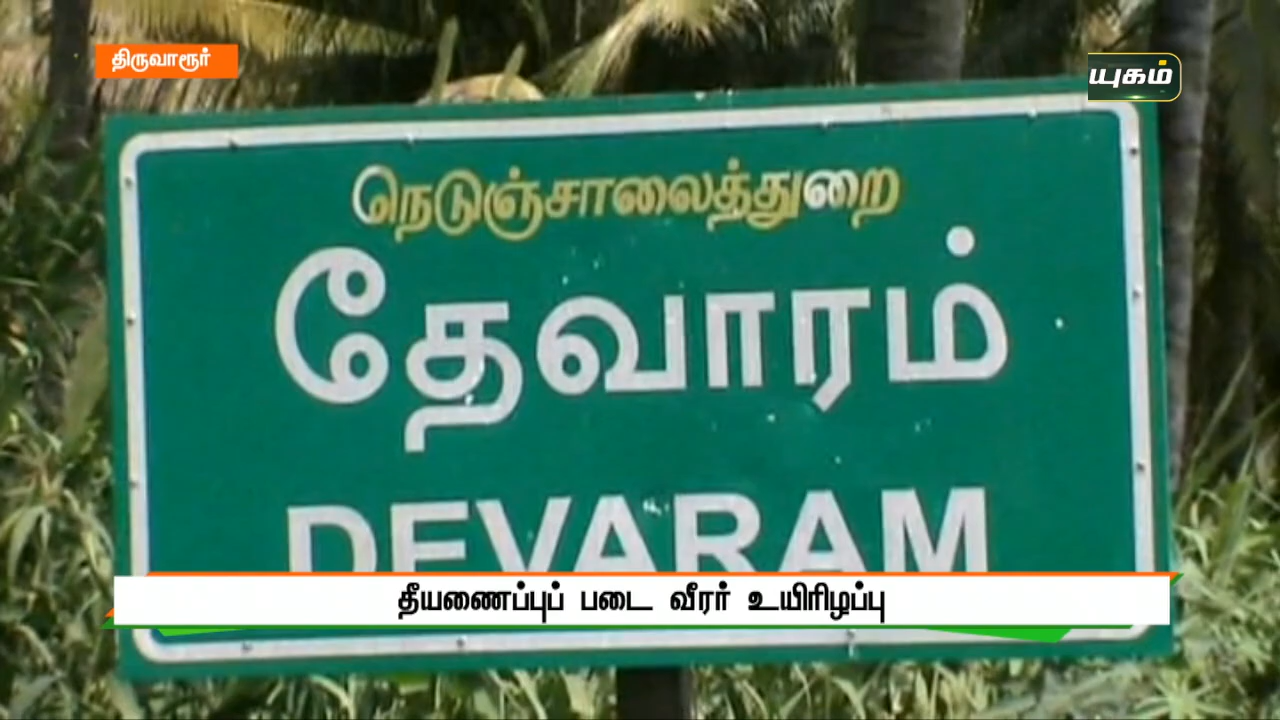 திருவாரூர்
யுகம்
நெடுஞ்சாலைத்துறை
தேவாரம்
DEVARAM
தீயணைப்புப் படை வீரர் உயிரிழப்பு